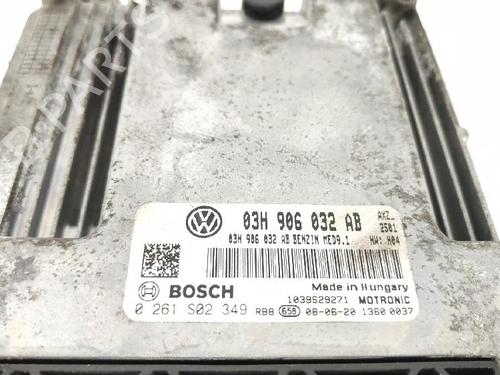 03H 906 032 AB AKZ_
2501
03H 906 032 AB BENZIN MED9.1 HW: H04
Made in Hungary
BOSCH 1039S29271 MOTRONIC
0 261 S02 349 RB8 658 08-06-20 1360 0037